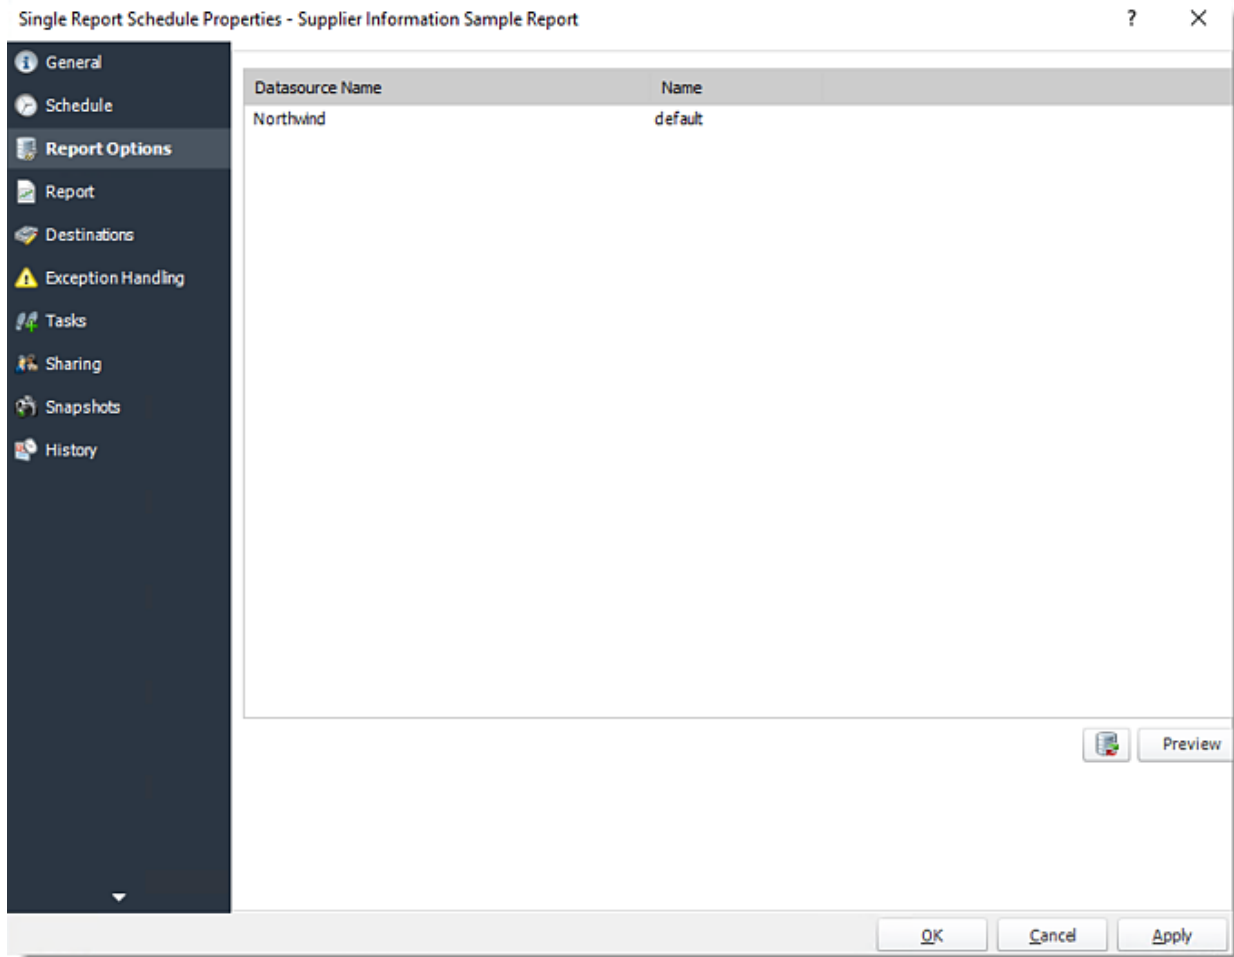 Single Report Schedule Properties - Supplier Information Sample Report ?
General
Schedule
Report Options
Report
Destinations
Exception Handling
Tasks
Sharing
Snapshots
History
Datasource Name Name
Northwind default
Preview
OK Cancel Apply